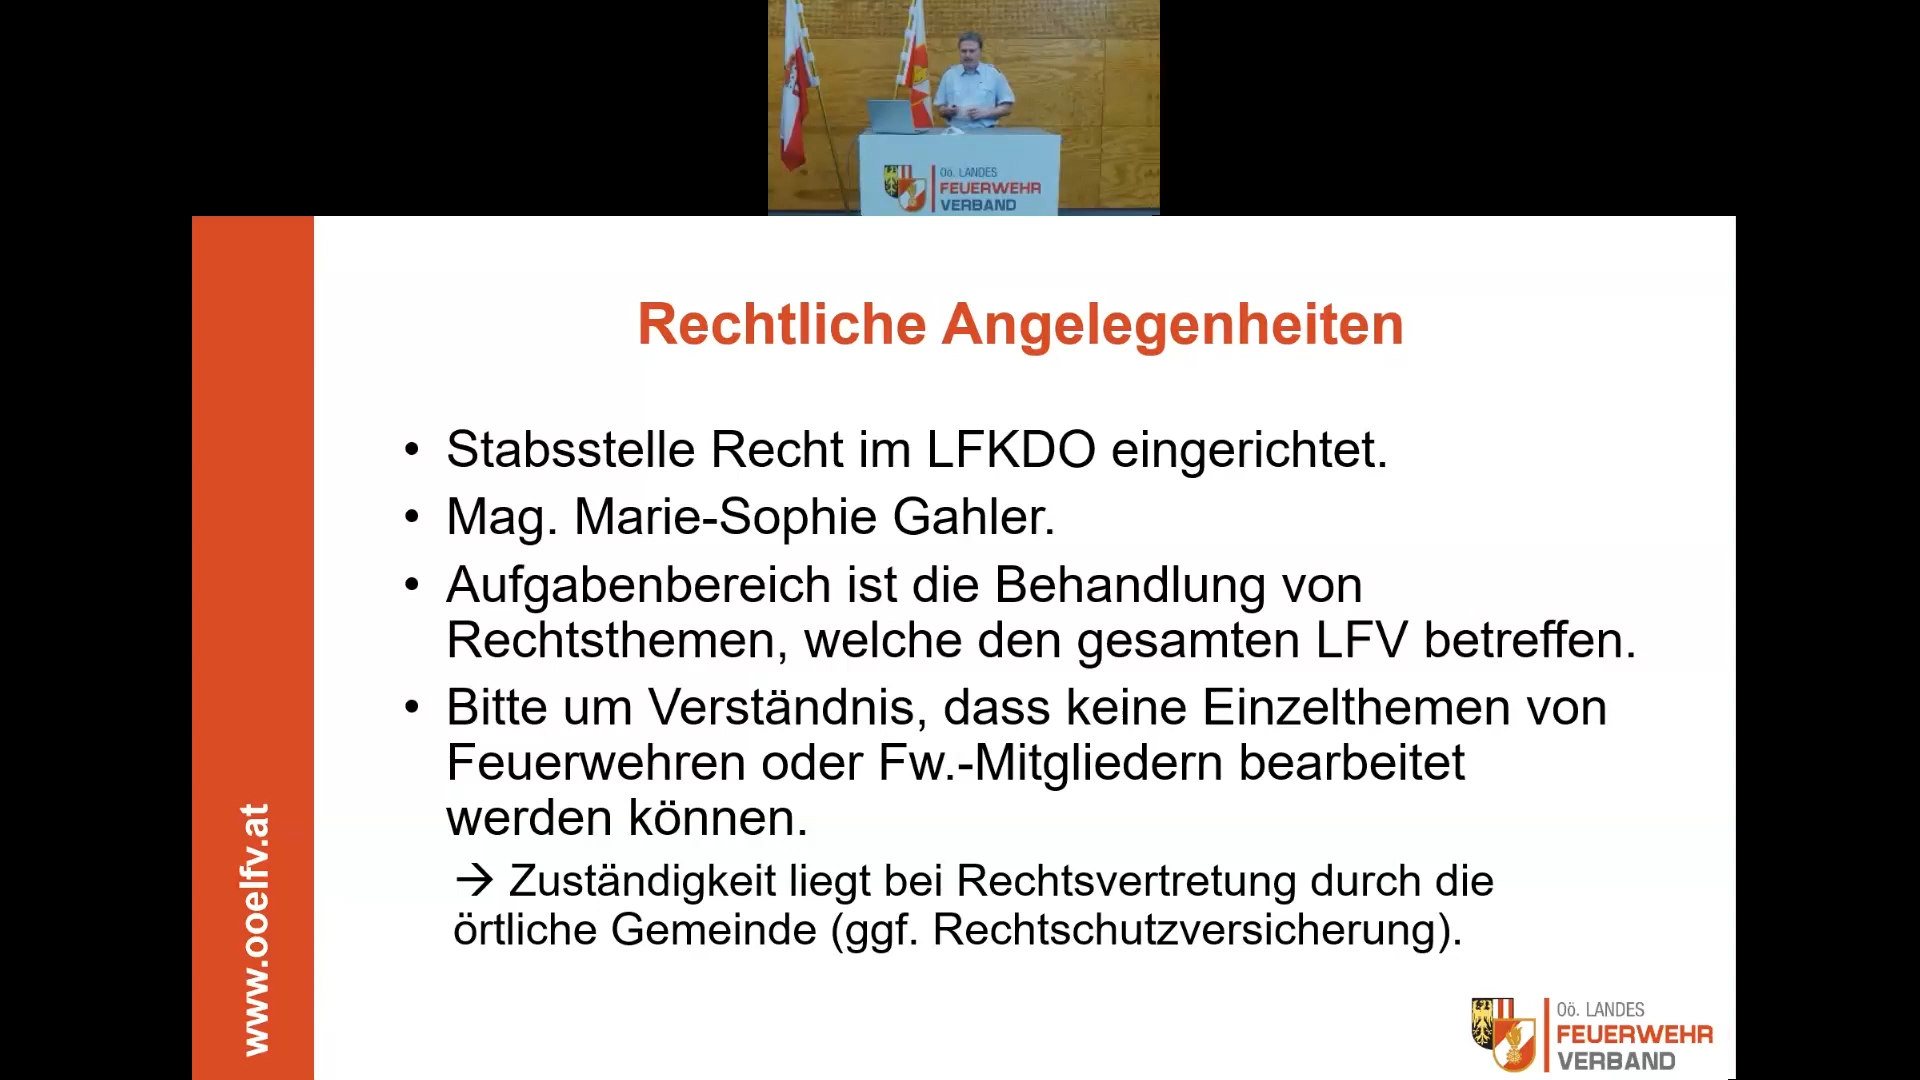 Oö. LANDES
FEUERWEHR
VERBAND
Rechtliche Angelegenheiten
• Stabsstelle Recht im LFKDO eingerichtet.
• Mag. Marie-Sophie Gahler.
• Aufgabenbereich ist die Behandlung von
Rechtsthemen, welche den gesamten LFV betreffen.
• Bitte um Verständnis, dass keine Einzelthemen von
Feuerwehren oder Fw.-Mitgliedern bearbeitet
werden können.
→ Zuständigkeit liegt bei Rechtsvertretung durch die
örtliche Gemeinde (ggf. Rechtschutzversicherung).
www.ooelfv.at
Oö. LANDES
FEUERWEHR
VERBAND